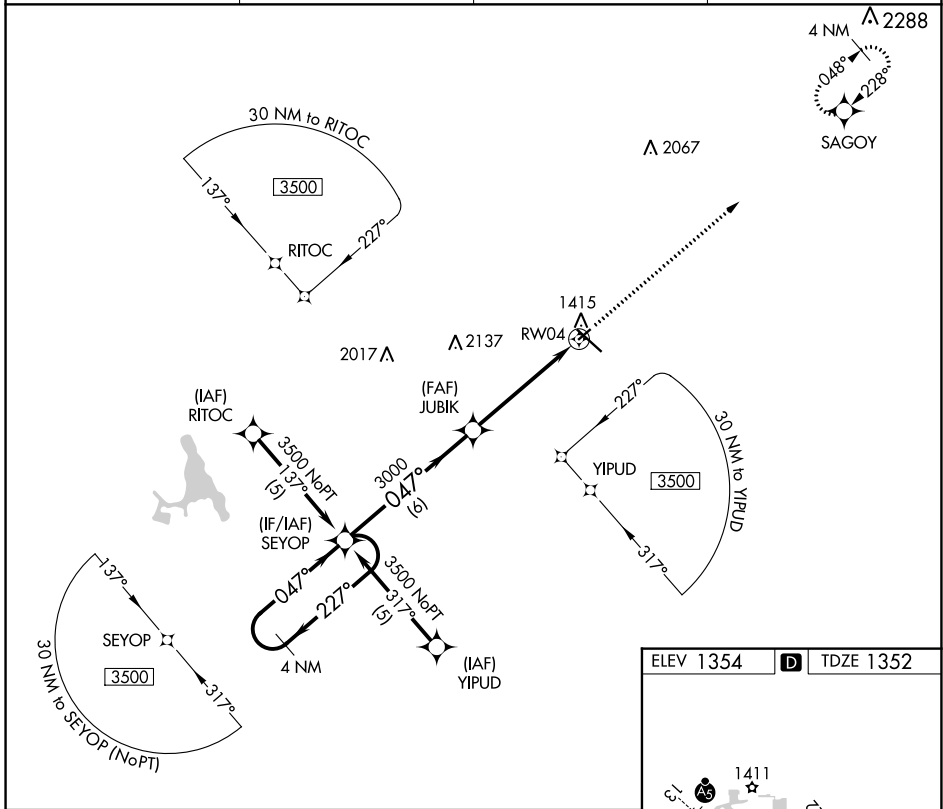 2288
4 NM
048°
228°
SAGOY
2067
30 NM to RITOC
3500
137°
227°
RITOC
1415
RW04
2017
2137
(FAF)
JUBIK
(IAF)
RITOC
3500 NoPT
137°
(5)
3000
047°
(6)
227°
YIPUD
3500
30 NM to YIPUD
317°
(IF/IAF)
SEYOP
047°
227°
4 NM
3500 NoPT
317°
(5)
(IAF)
YIPUD
137°
SEYOP
3500
317°
30 NM to SEYOP (NoPT)
ELEV 1354
D
TDZE 1352
1411
A5
13